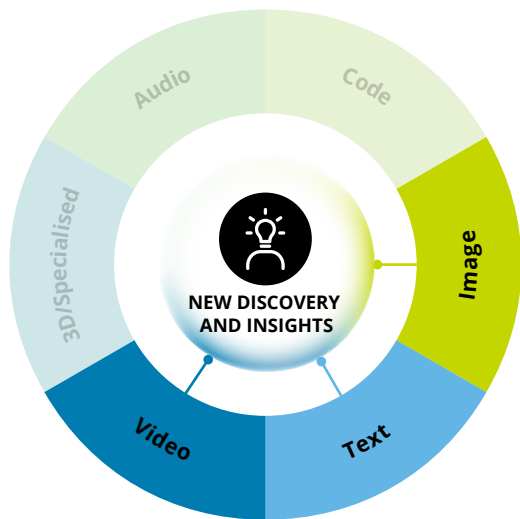 Audio
Code
3D/Specialised
Image
NEW DISCOVERY
AND INSIGHTS
Video
Text